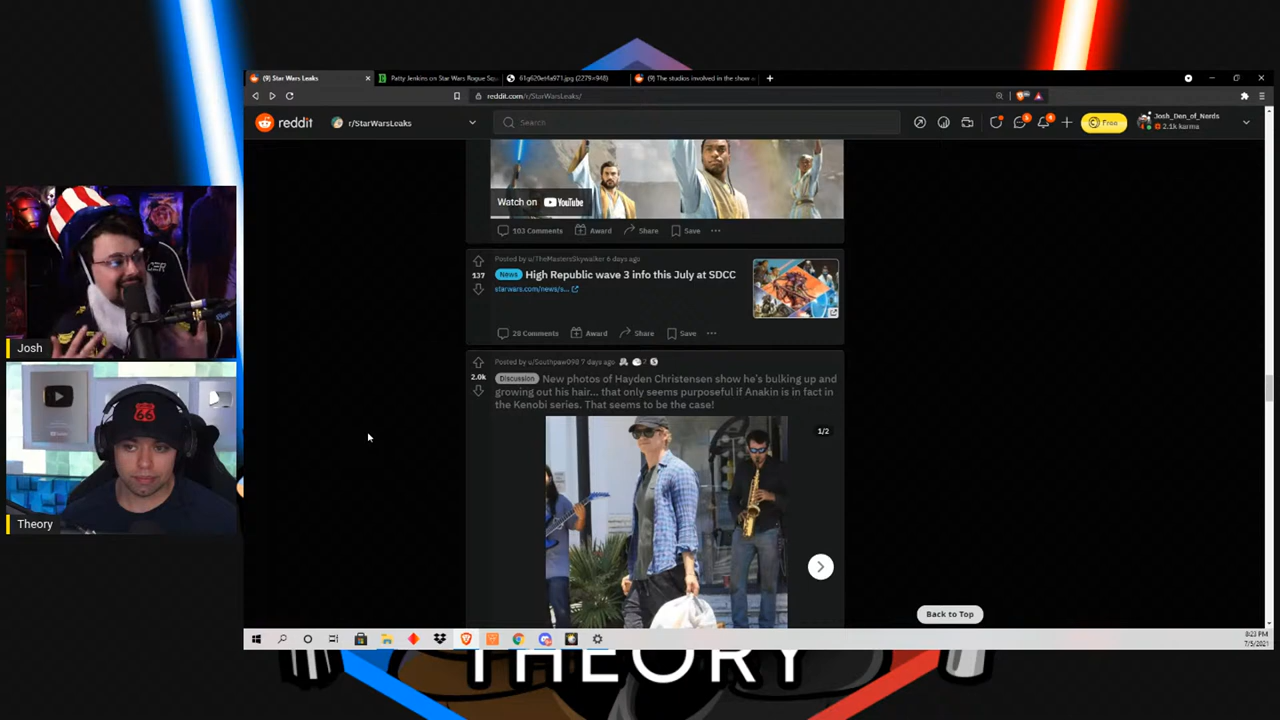 (9) Star Wars Leaks
Patty Jenkins on Star Wars Rogue Squ
(9) The studios involved in the show a
reddit.com/r/StarWarsLeaks/
reddit
r/StarWarsLeaks
Search
Free
Josh_Den_of_Nerds
2.1k karma
Watch on YouTube
103 Comments Award Share Save
Posted by u/TheMastersSkywalker 6 days ago
137
News High Republic wave 3 info this July at SDCC
starwars.com/news/s...
28 Comments Award Share Save
Posted by u/Southpaw098 7 days ago
2.0k
Discussion New photos of Hayden Christensen show he's bulking up and
growing out his hair... that only seems purposeful if Anakin is in fact in
the Kenobi series. That seems to be the case!
1/2
Back to Top
8:23 PM
7/5/2021
Josh
66
Theory
THEORY